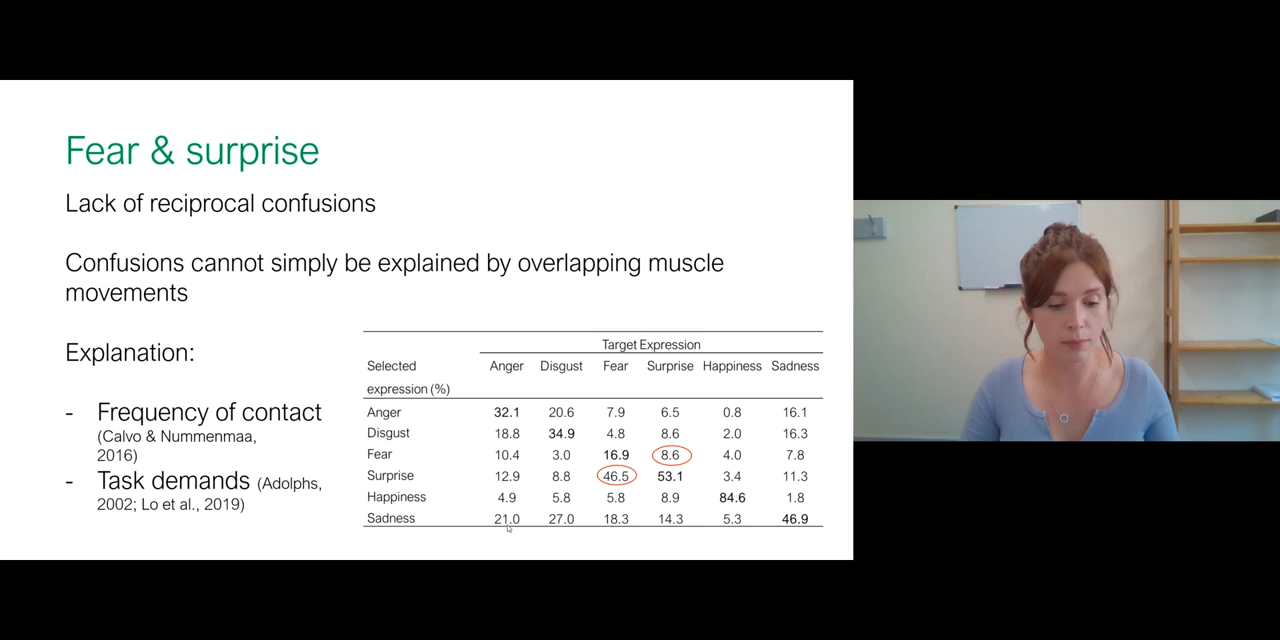 Fear & surprise
Lack of reciprocal confusions
Confusions cannot simply be explained by overlapping muscle
movements
Explanation:
- Frequency of contact
(Calvo & Nummenmaa,
2016)
- Task demands (Adolphs,
2002; Lo et al., 2019)
Target Expression
Selected Anger Disgust Fear Surprise Happiness Sadness
expression (%)
Anger 32.1 20.6 7.9 6.5 0.8 16.1
Disgust 18.8 34.9 4.8 8.6 2.0 16.3
Fear 10.4 3.0 16.9 8.6 4.0 7.8
Surprise 12.9 8.8 46.5 53.1 3.4 11.3
Happiness 4.9 5.8 5.8 8.9 84.6 1.8
Sadness 21.0 27.0 18.3 14.3 5.3 46.9